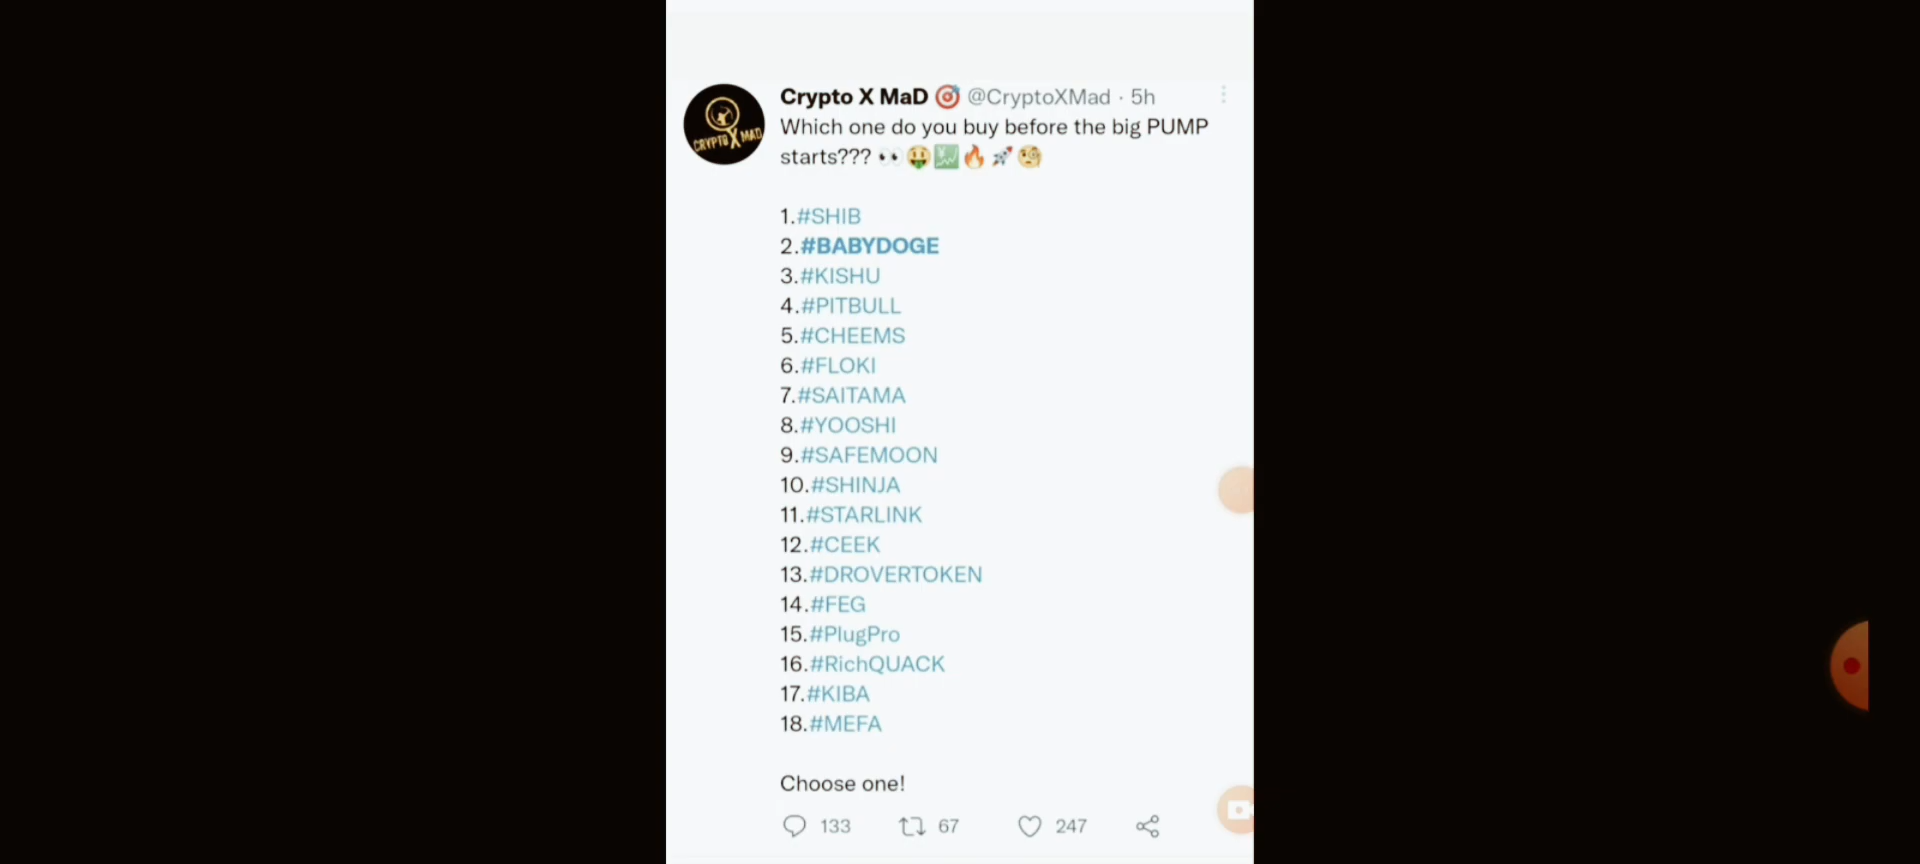 Crypto X MaD 🎯 @CryptoXMad · 5h
Which one do you buy before the big PUMP
starts??? 👀🤑💹🔥🚀🧐
CRYPTO X MAD
1.#SHIB
2.#BABYDOGE
3.#KISHU
4.#PITBULL
5.#CHEEMS
6.#FLOKI
7.#SAITAMA
8.#YOOSHI
9.#SAFEMOON
10.#SHINJA
11.#STARLINK
12.#CEEK
13.#DROVERTOKEN
14.#FEG
15.#PlugPro
16.#RichQUACK
17.#KIBA
18.#MEFA
Choose one!
133 67 247